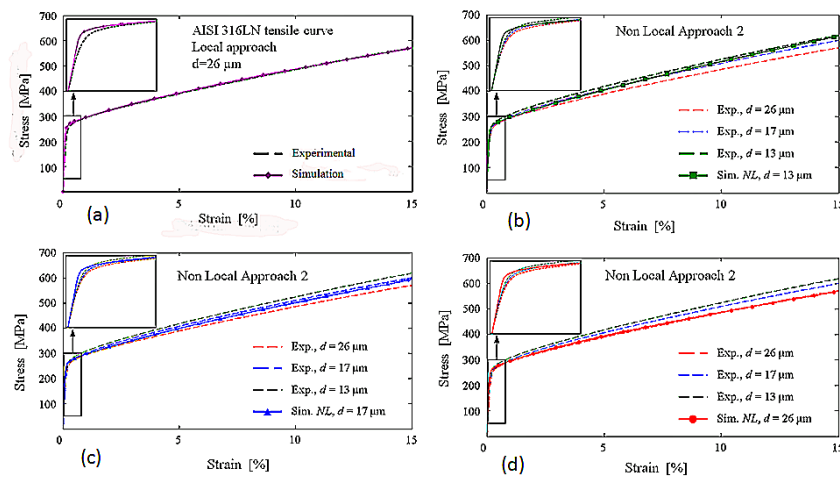 AISI 316LN tensile curve
Local approach
d=26 μm
Stress [MPa]
700
600
500
400
300
200
100
0
5
10
15
Strain [%]
Experimental
Simulation
(a)
Non Local Approach 2
Stress [MPa]
700
600
500
400
300
200
100
0
5
10
15
Strain [%]
Exp., d = 26 μm
Exp., d = 17 μm
Exp., d = 13 μm
Sim. NL, d = 13 μm
(b)
Non Local Approach 2
Stress [MPa]
700
600
500
400
300
200
100
0
5
10
15
Strain [%]
Exp., d = 26 μm
Exp., d = 17 μm
Exp., d = 13 μm
Sim. NL, d = 17 μm
(c)
Non Local Approach 2
Stress [MPa]
700
600
500
400
300
200
100
0
5
10
15
Strain [%]
Exp., d = 26 μm
Exp., d = 17 μm
Exp., d = 13 μm
Sim. NL, d = 26 μm
(d)